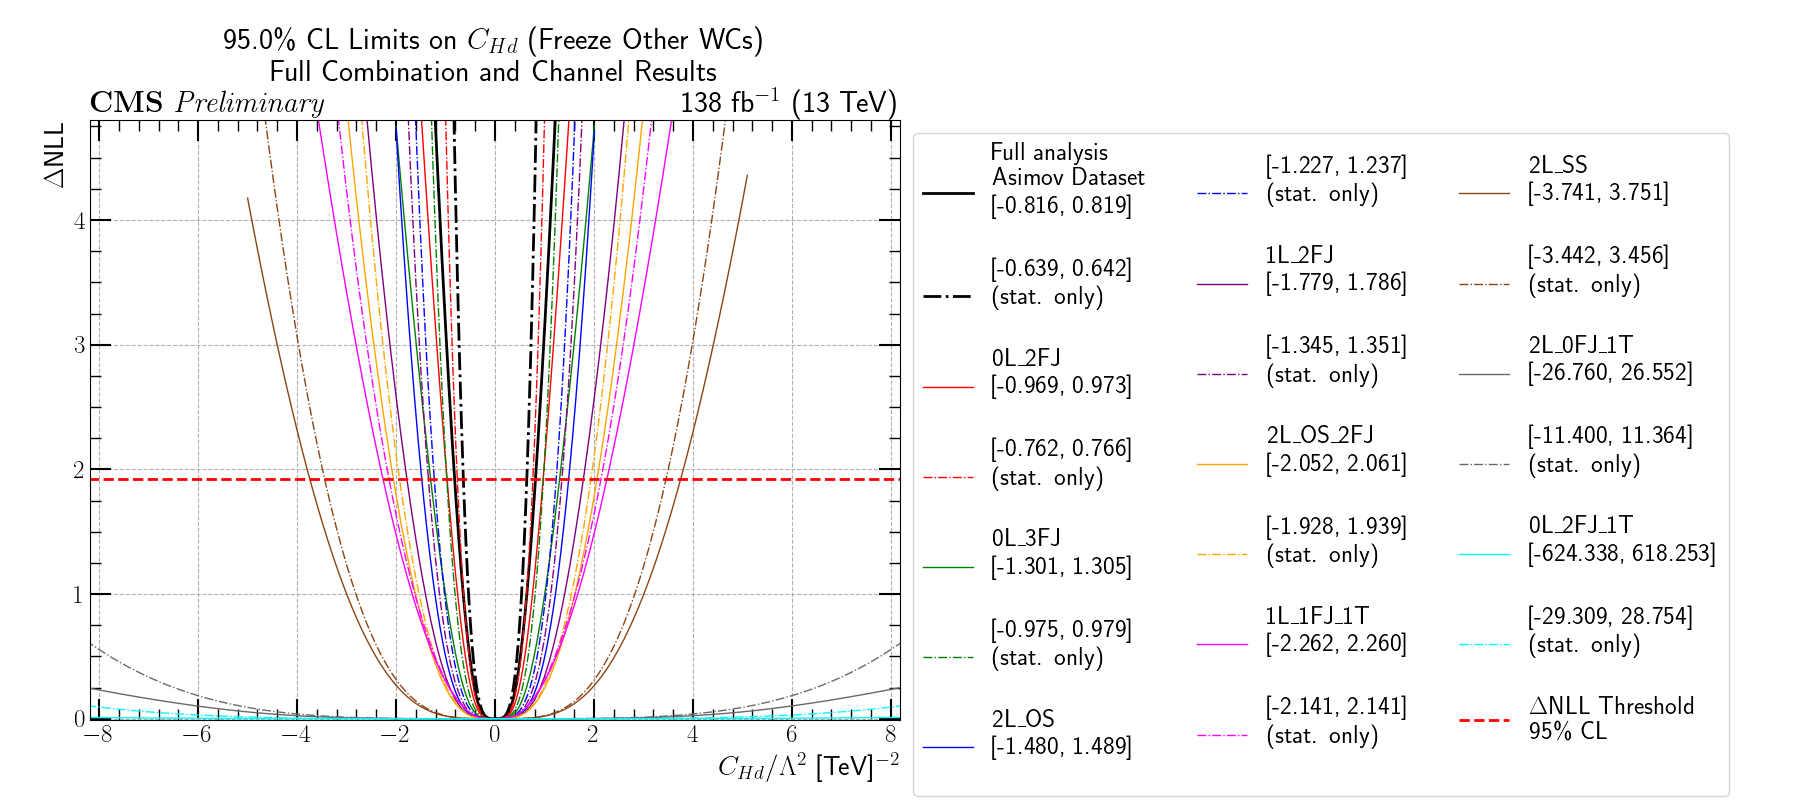 95.0% CL Limits on C_{Hd} (Freeze Other WCs)
Full Combination and Channel Results
CMS Preliminary
138 fb⁻¹ (13 TeV)
ΔNLL
4
3
2
1
0
−8 −6 −4 −2 0 2 4 6 8
C_{Hd}/Λ² [TeV]⁻²
Full analysis
Asimov Dataset
[-0.816, 0.819]
[-0.639, 0.642]
(stat. only)
0L_2FJ
[-0.969, 0.973]
[-0.762, 0.766]
(stat. only)
0L_3FJ
[-1.301, 1.305]
[-0.975, 0.979]
(stat. only)
2L_OS
[-1.480, 1.489]
[-1.227, 1.237]
(stat. only)
1L_2FJ
[-1.779, 1.786]
[-1.345, 1.351]
(stat. only)
2L_OS_2FJ
[-2.052, 2.061]
[-1.928, 1.939]
(stat. only)
1L_1FJ_1T
[-2.262, 2.260]
[-2.141, 2.141]
(stat. only)
2L_SS
[-3.741, 3.751]
[-3.442, 3.456]
(stat. only)
2L_0FJ_1T
[-26.760, 26.552]
[-11.400, 11.364]
(stat. only)
0L_2FJ_1T
[-624.338, 618.253]
[-29.309, 28.754]
(stat. only)
ΔNLL Threshold
95% CL